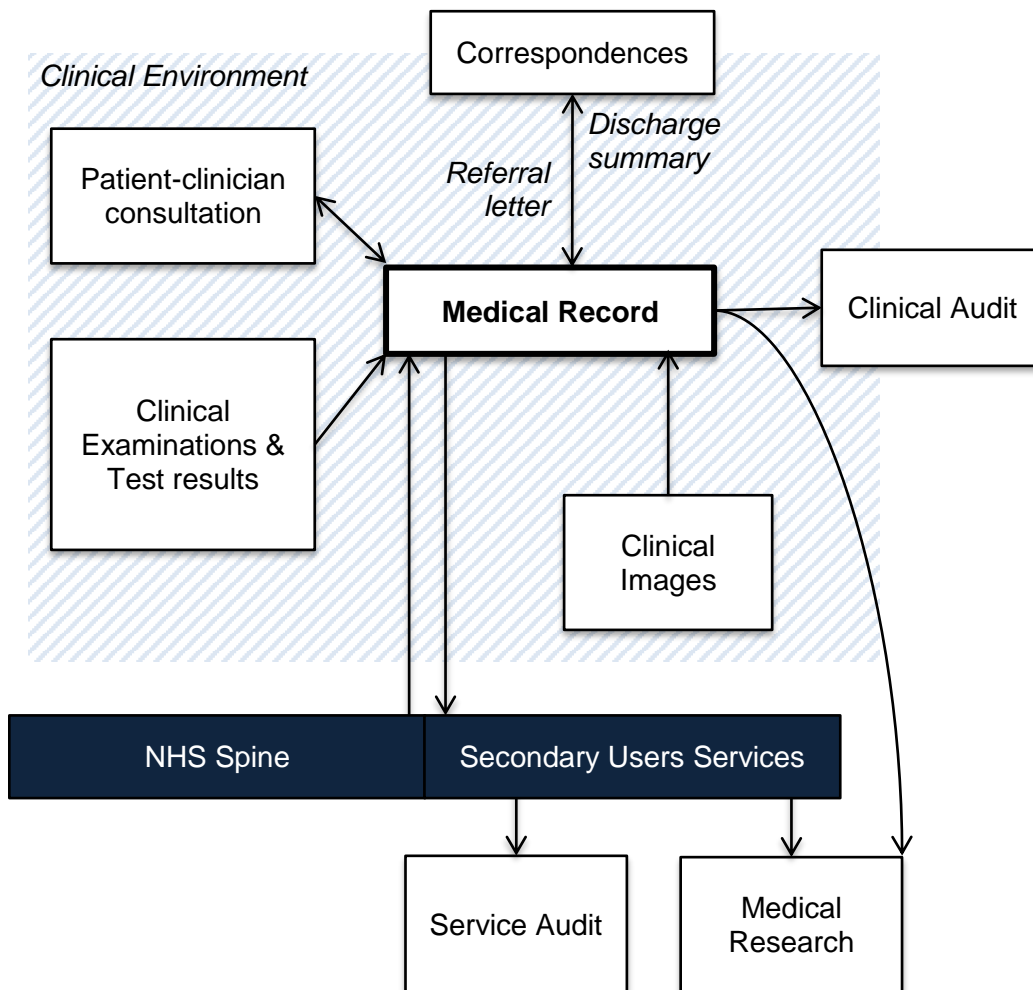 Correspondences
Clinical Environment
Discharge
summary
Patient-clinician
consultation
Referral
letter
Medical Record
Clinical Audit
Clinical
Examinations &
Test results
Clinical
Images
NHS Spine
Secondary Users Services
Service Audit
Medical
Research